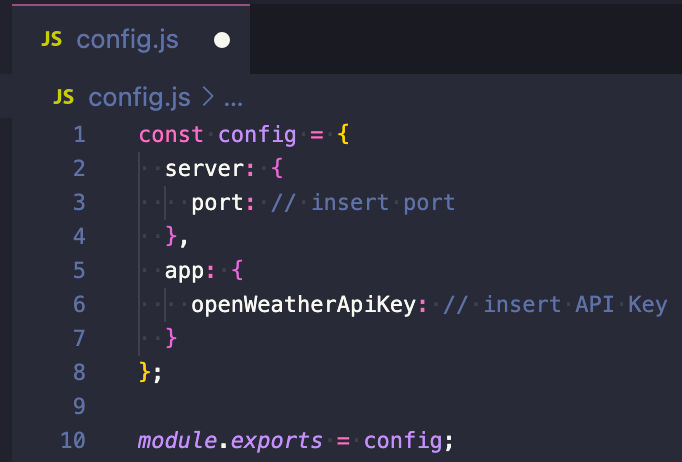 JS config.js
JS config.js > ...
1 const config = {
2   server: {
3     port: // insert port
4   },
5   app: {
6     openWeatherApiKey: // insert API Key
7   }
8 };
9
10 module.exports = config;